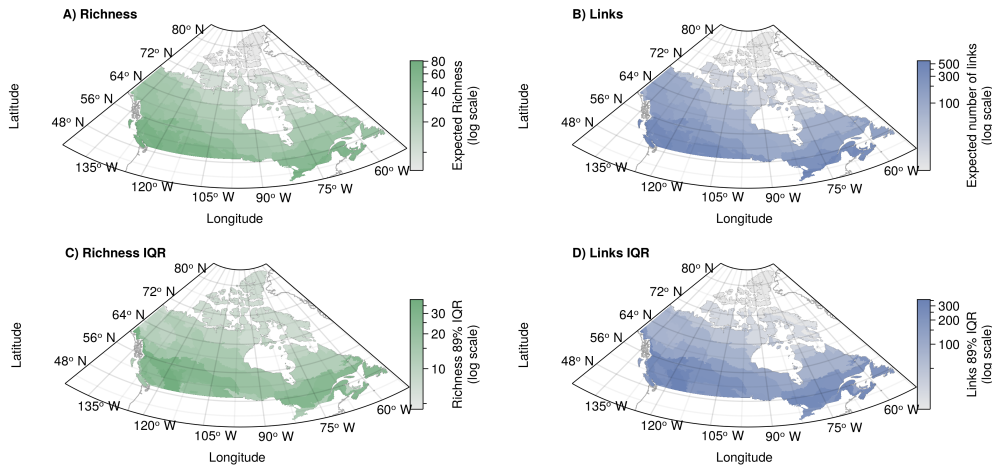 A) Richness
80° N
72° N
64° N
56° N
48° N
135° W
120° W
105° W
90° W
75° W
60° W
Latitude
Longitude
80
60
40
20
Expected Richness
(log scale)
B) Links
80° N
72° N
64° N
56° N
48° N
135° W
120° W
105° W
90° W
75° W
60° W
Latitude
Longitude
500
300
100
Expected number of links
(log scale)
C) Richness IQR
80° N
72° N
64° N
56° N
48° N
135° W
120° W
105° W
90° W
75° W
60° W
Latitude
Longitude
30
20
10
Richness 89% IQR
(log scale)
D) Links IQR
80° N
72° N
64° N
56° N
48° N
135° W
120° W
105° W
90° W
75° W
60° W
Latitude
Longitude
300
200
100
Links 89% IQR
(log scale)